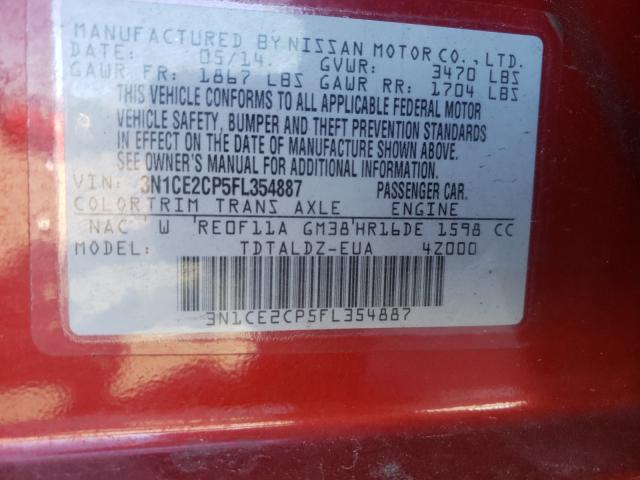 MANUFACTURED BY NISSAN MOTOR CO., LTD.
DATE: 05/14. GVWR: 3470 LBS
GAWR FR: 1867 LBS GAWR RR: 1704 LBS
THIS VEHICLE CONFORMS TO ALL APPLICABLE FEDERAL MOTOR
VEHICLE SAFETY, BUMPER AND THEFT PREVENTION STANDARDS
IN EFFECT ON THE DATE OF MANUFACTURE SHOWN ABOVE.
SEE OWNER'S MANUAL FOR ADDITIONAL INFORMATION.
VIN: 3N1CE2CP5FL354887 PASSENGER CAR.
COLOR TRIM TRANS AXLE ENGINE
NAC W RE0F11A GM38 HR16DE 1598 CC
MODEL: TDTALDZ-EUA 4Z000
3N1CE2CP5FL354887